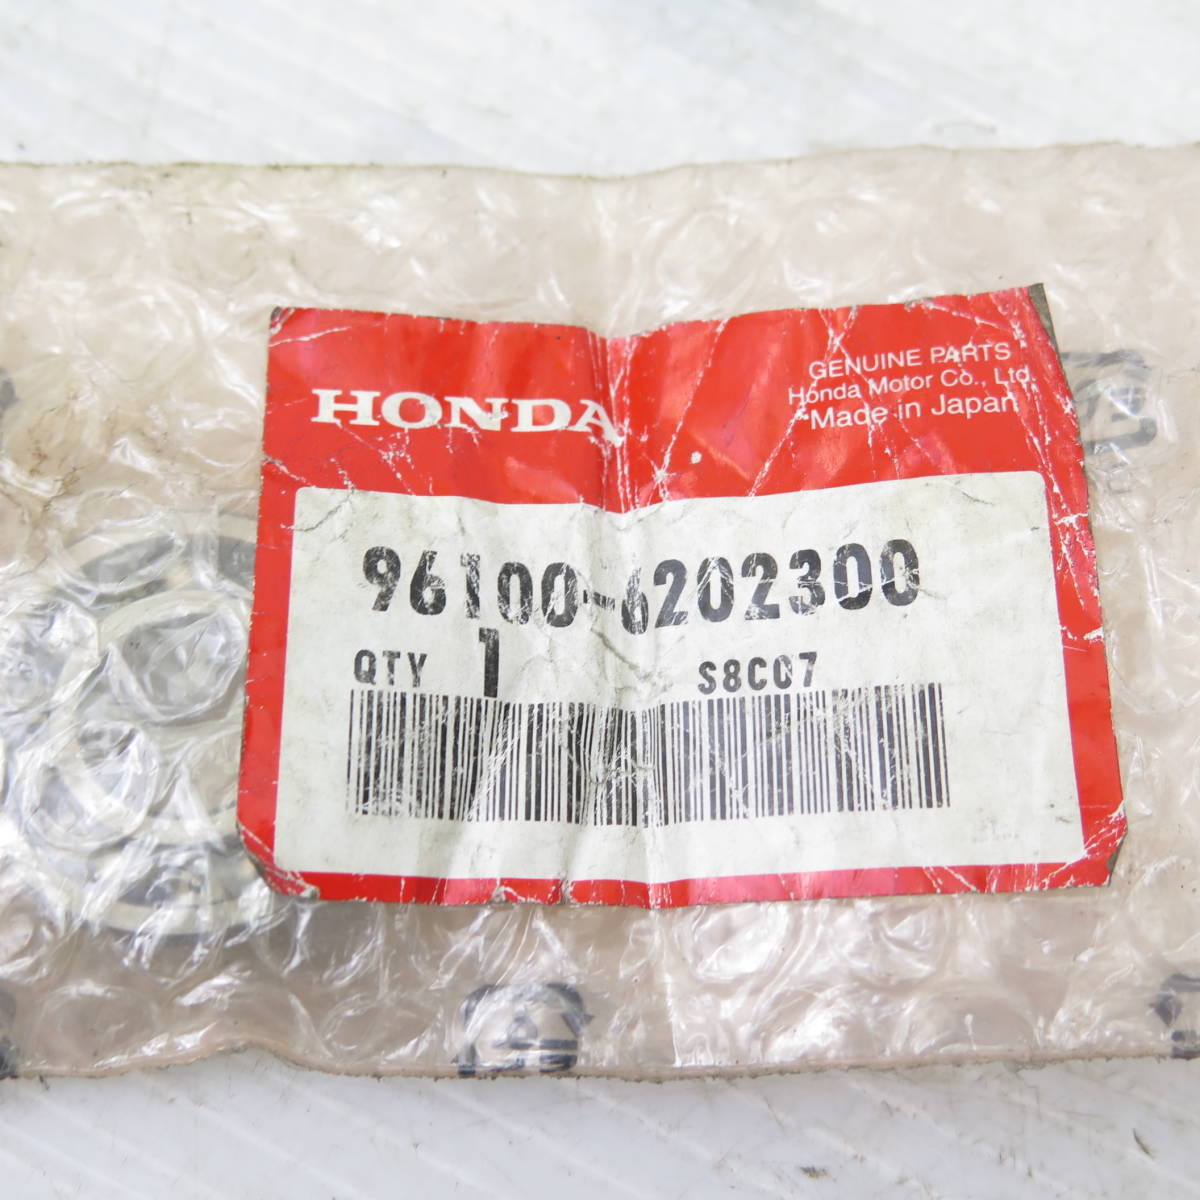 HONDA
GENUINE PARTS
Honda Motor Co., Ltd.
Made in Japan
96100-6202300
QTY 1 S8C07